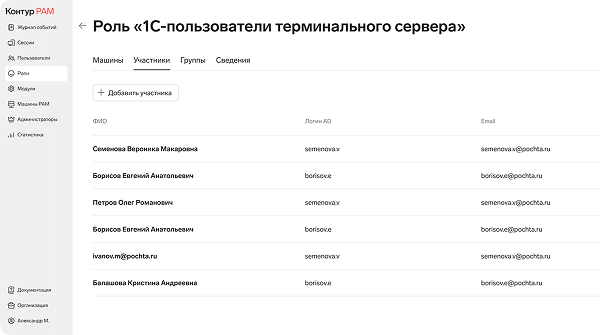 Контур PAM
Журнал событий
Сессии
Пользователи
Роли
Модули
Машины PAM
Администраторы
Статистика
Документация
Организация
Александр М.
← Роль «1С-пользователи терминального сервера»
Машины Участники Группы Сведения
+ Добавить участника
ФИО Логин AD Email
Семенова Вероника Макаровна semenova.v semenova.v@pochta.ru
Борисов Евгений Анатольевич borisov.e borisov.e@pochta.ru
Петров Олег Романович semenova.v semenova.v@pochta.ru
Борисов Евгений Анатольевич borisov.e borisov.e@pochta.ru
ivanov.m@pochta.ru semenova.v semenova.v@pochta.ru
Балашова Кристина Андреевна borisov.e borisov.e@pochta.ru